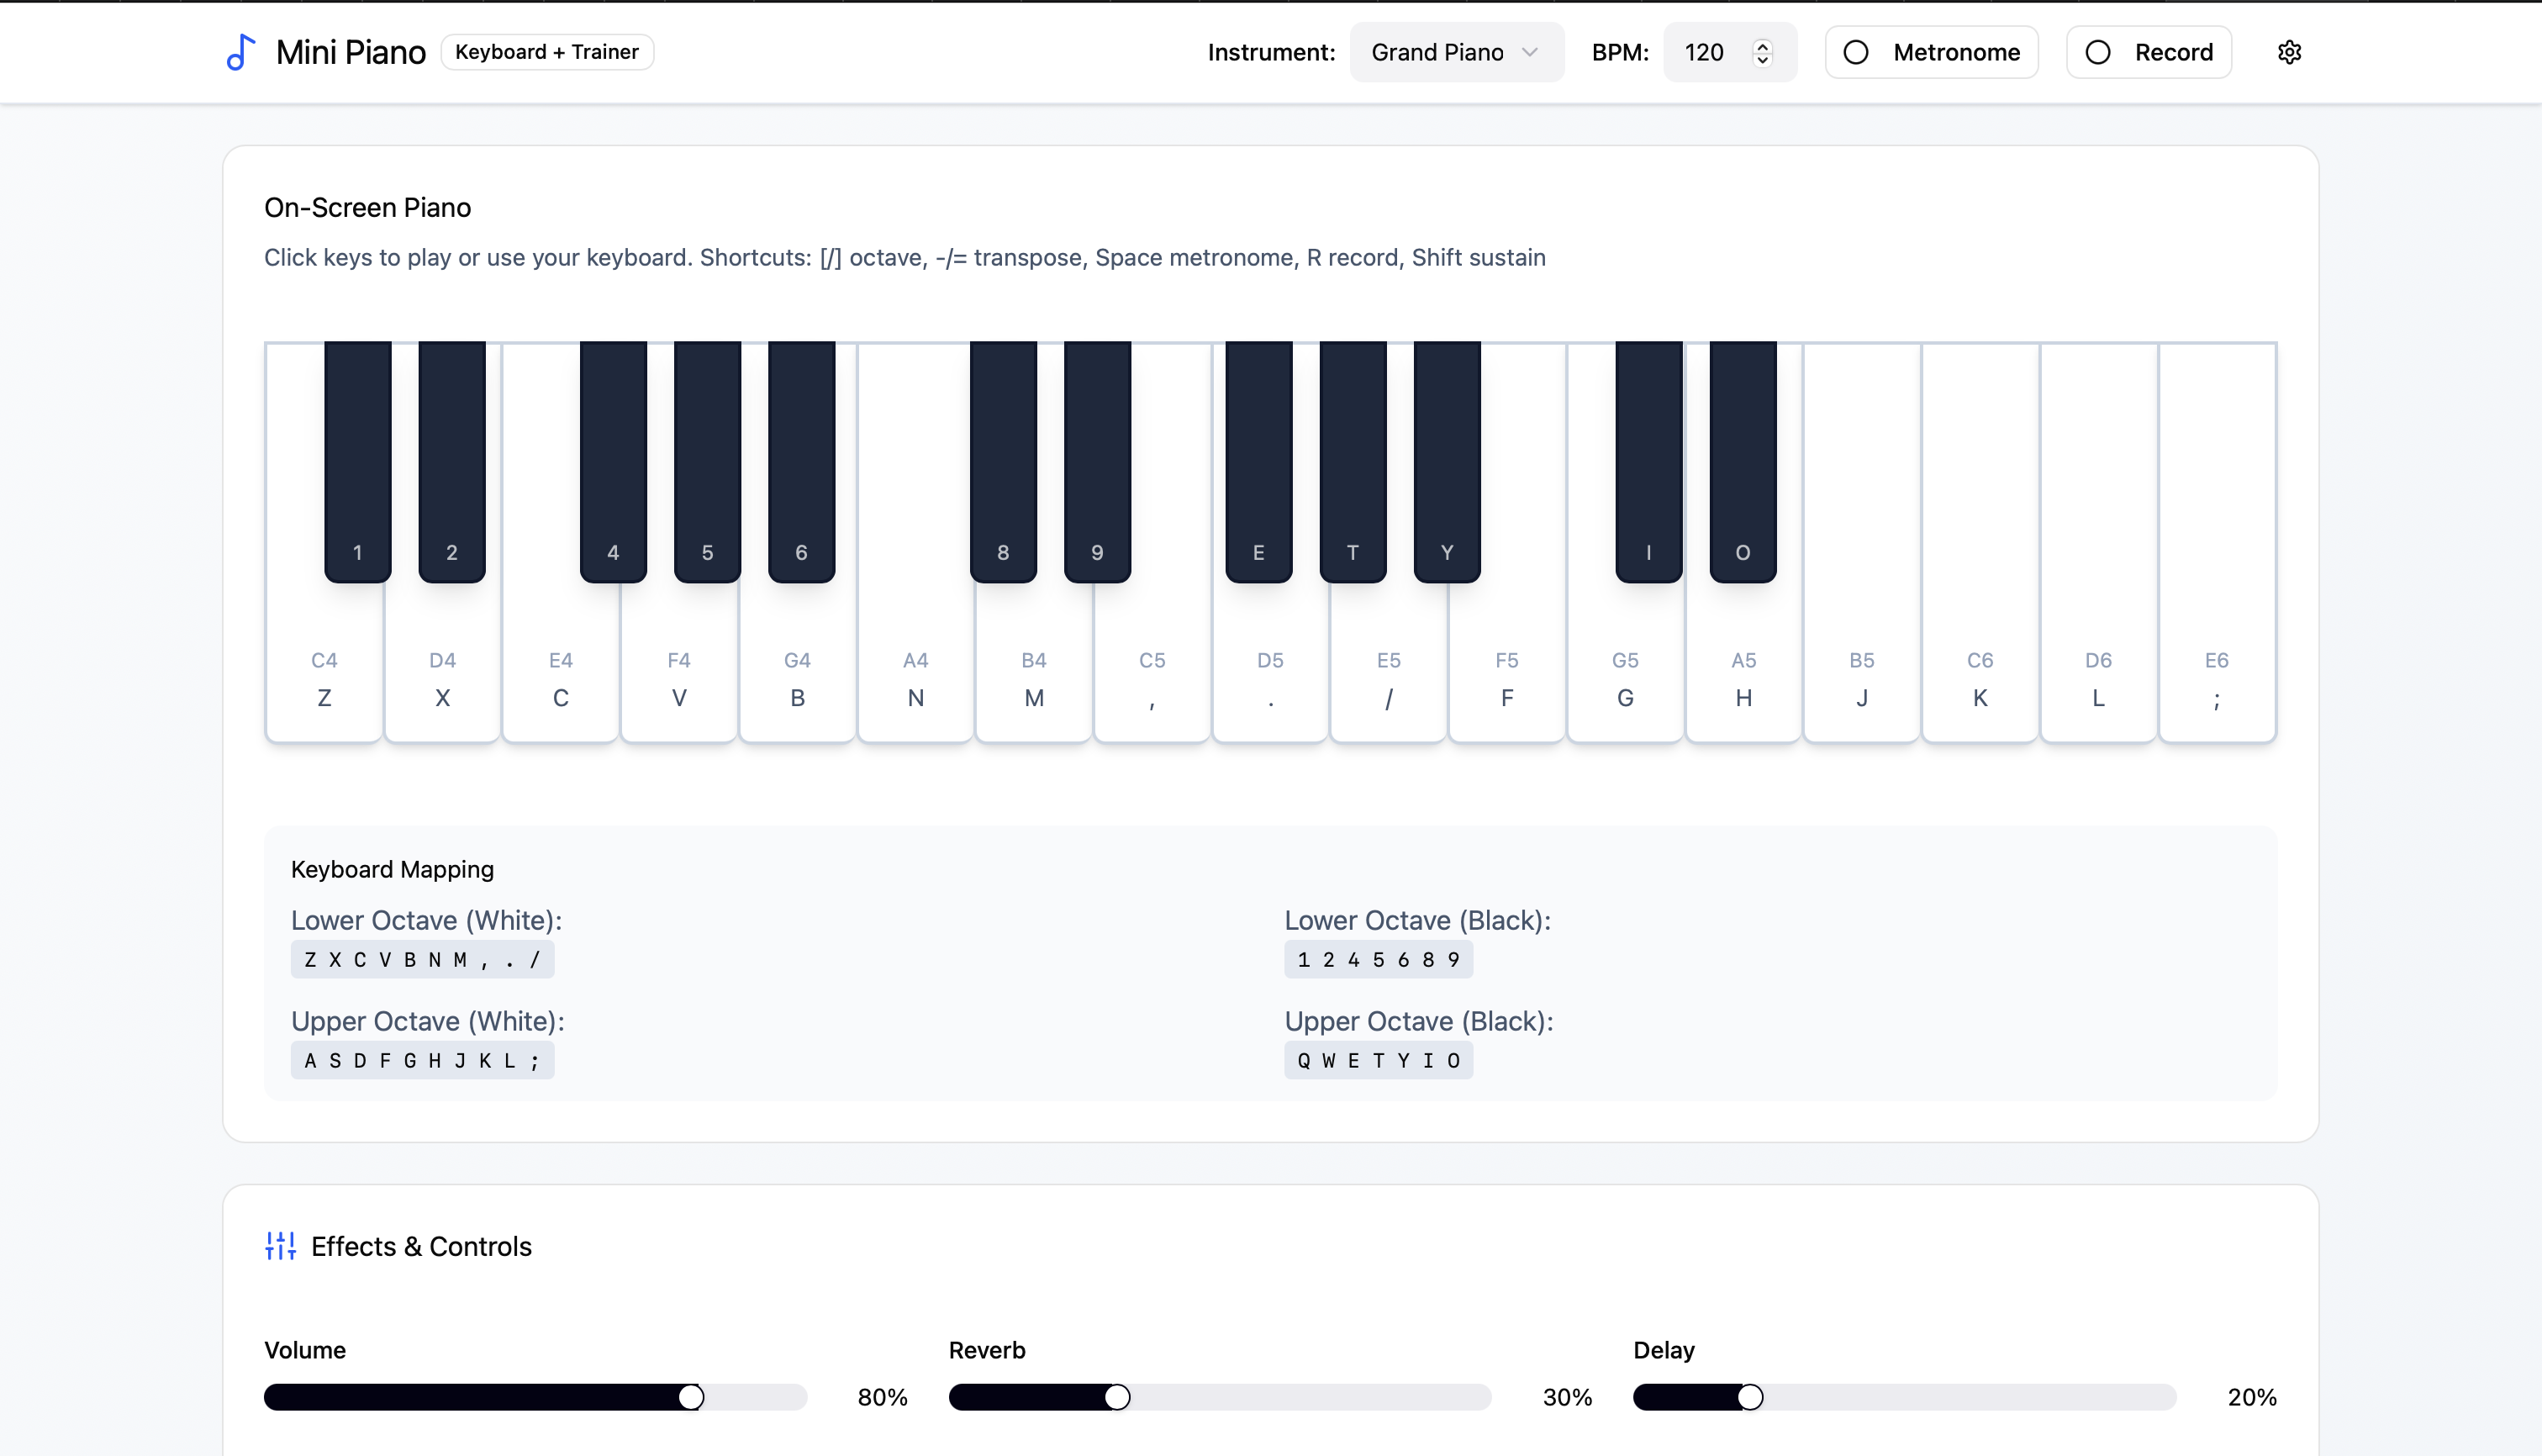 Mini Piano Keyboard + Trainer Instrument: Grand Piano BPM: 120 Metronome Record
On-Screen Piano
Click keys to play or use your keyboard. Shortcuts: [/] octave, -/= transpose, Space metronome, R record, Shift sustain
1 2 4 5 6 8 9 E T Y I O
C4 D4 E4 F4 G4 A4 B4 C5 D5 E5 F5 G5 A5 B5 C6 D6 E6
Z X C V B N M , . / F G H J K L ;
Keyboard Mapping
Lower Octave (White): Lower Octave (Black):
Z X C V B N M , . / 1 2 4 5 6 8 9
Upper Octave (White): Upper Octave (Black):
A S D F G H J K L ; Q W E T Y I O
Effects & Controls
Volume Reverb Delay
80% 30% 20%